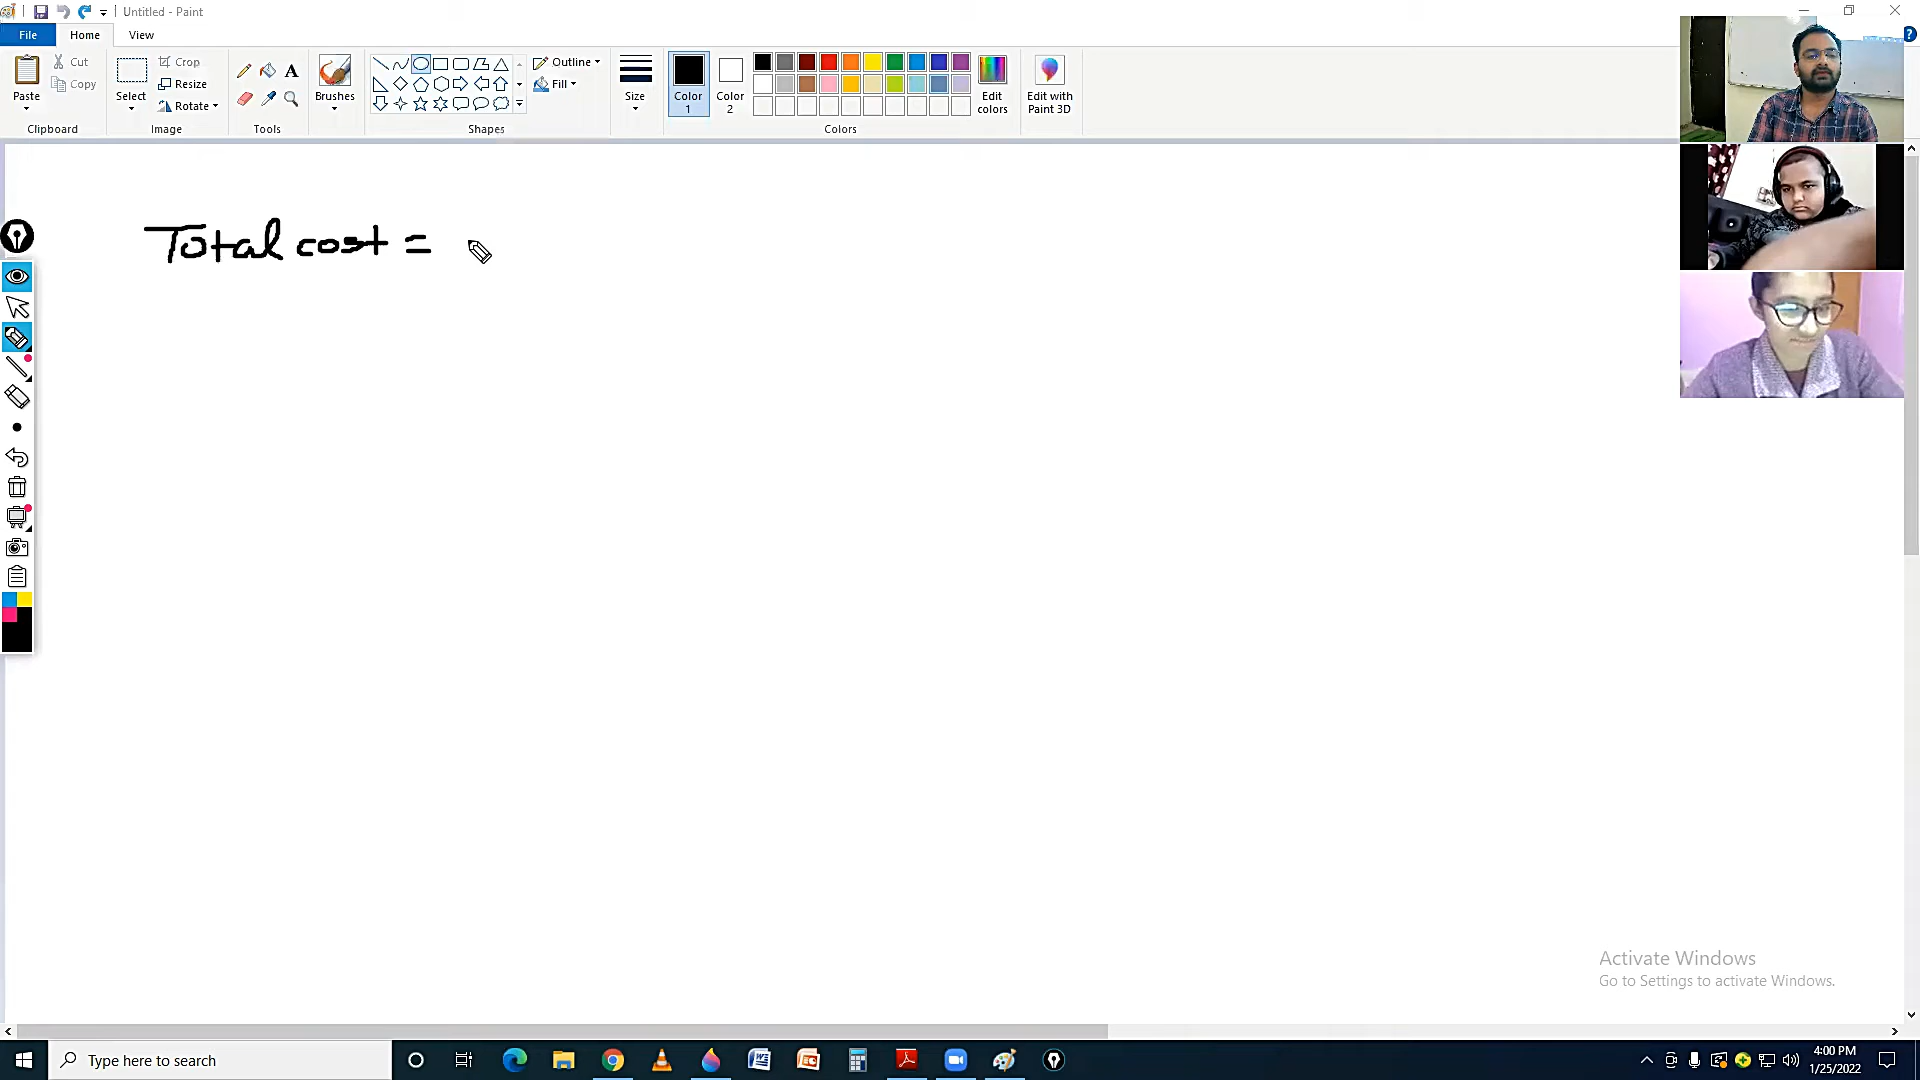 Untitled - Paint
File Home View
Paste Cut Copy Select Crop Resize Rotate Brushes Outline Fill Size Color 1 Color 2 Edit colors Edit with Paint 3D
Clipboard Image Tools Shapes Colors
Total cost =
Activate Windows
Go to Settings to activate Windows.
Type here to search
4:00 PM
1/25/2022